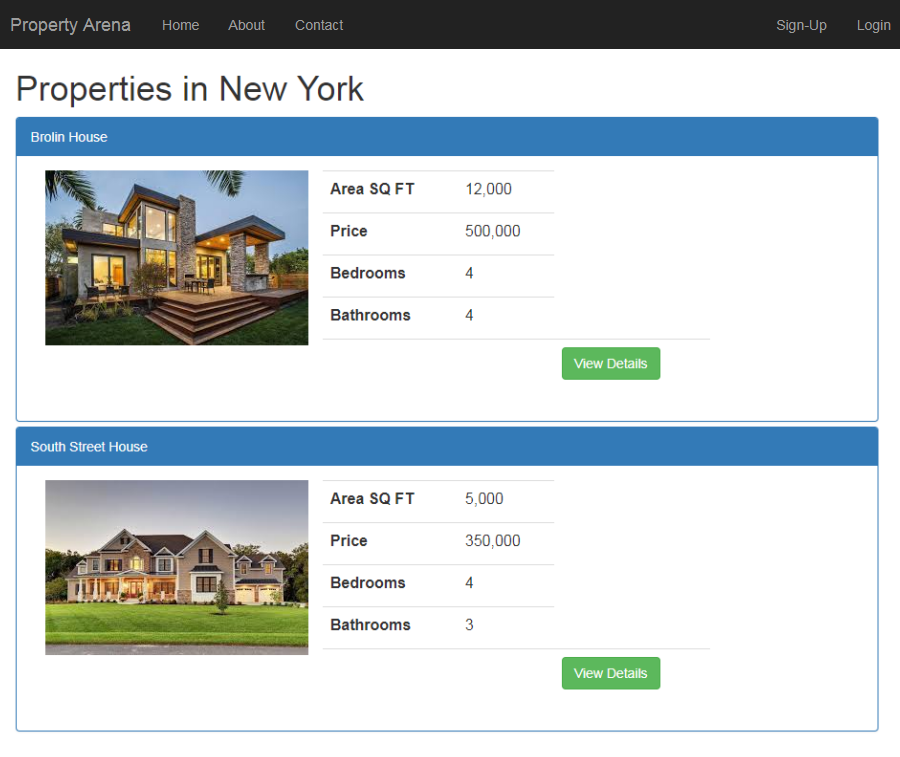 Property Arena Home About Contact Sign-Up Login
Properties in New York
Brolin House
Area SQ FT 12,000
Price 500,000
Bedrooms 4
Bathrooms 4
View Details
South Street House
Area SQ FT 5,000
Price 350,000
Bedrooms 4
Bathrooms 3
View Details